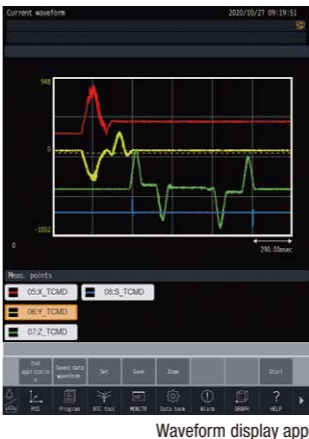 Current waveform 2020/10/27 09:19:51
948
0
-1052
0
290.00msec
Meas. points
05:X_TCMD 08:S_TCMD
06:Y_TCMD
07:Z_TCMD
End applicatio n Saved data waveform Set Save Zoom Start
POS Program ATC tool MONITR Data bank Alarm GRAPH HELP
Waveform display app